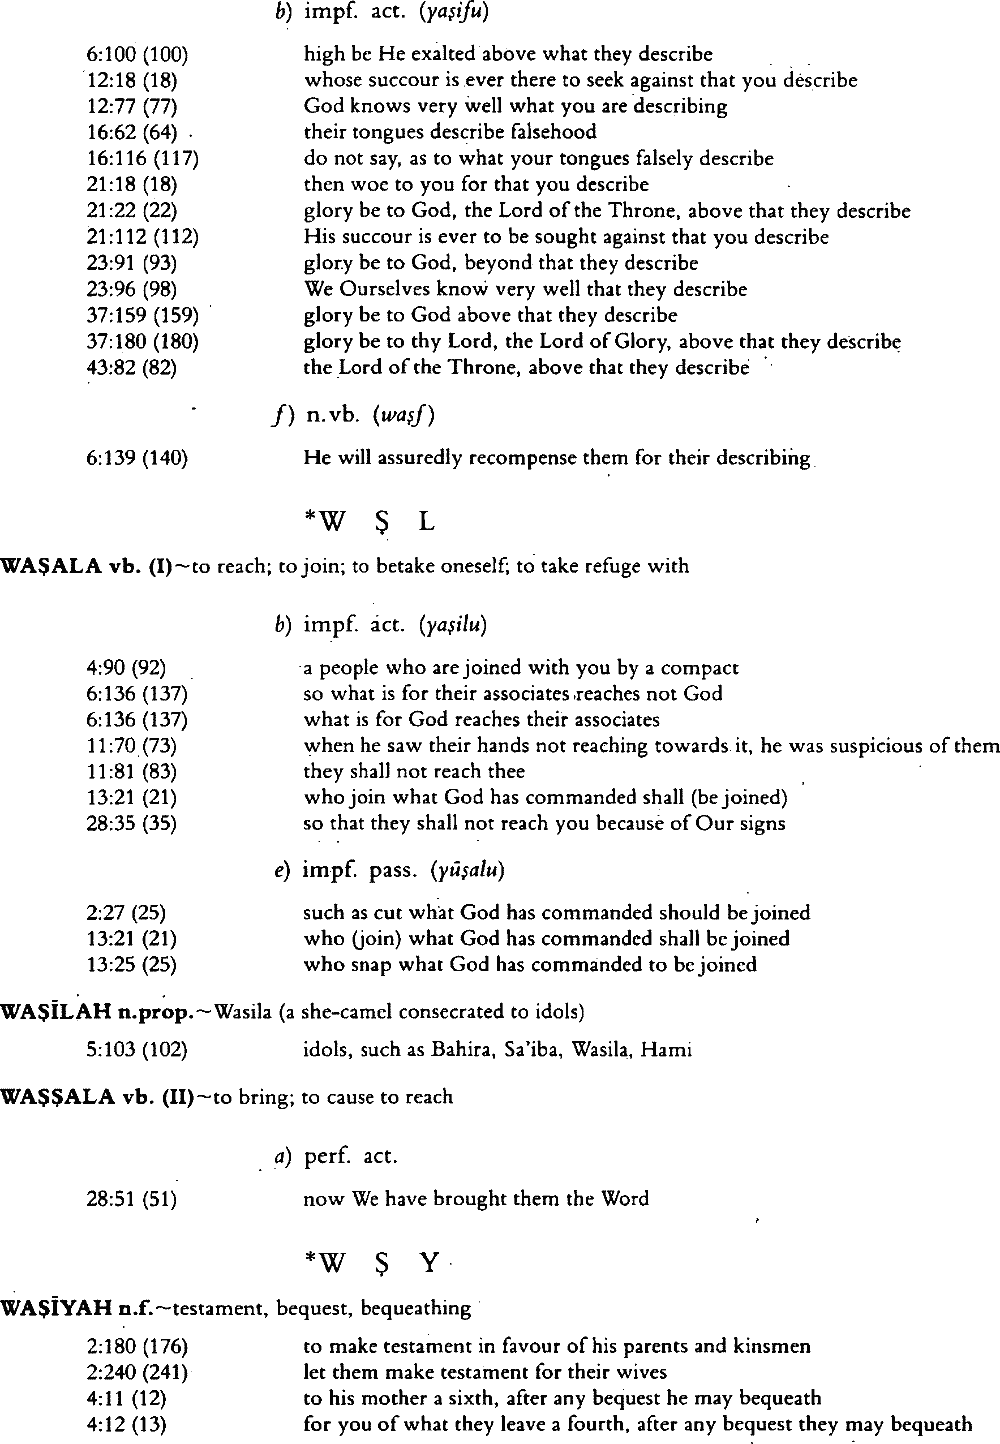 b) impf. act. (yaṣifu)
6:100 (100) high be He exalted above what they describe
12:18 (18) whose succour is ever there to seek against that you describe
12:77 (77) God knows very well what you are describing
16:62 (64) their tongues describe falsehood
16:116 (117) do not say, as to what your tongues falsely describe
21:18 (18) then woe to you for that you describe
21:22 (22) glory be to God, the Lord of the Throne, above that they describe
21:112 (112) His succour is ever to be sought against that you describe
23:91 (93) glory be to God, beyond that they describe
23:96 (98) We Ourselves know very well that they describe
37:159 (159) glory be to God above that they describe
37:180 (180) glory be to thy Lord, the Lord of Glory, above that they describe
43:82 (82) the Lord of the Throne, above that they describe
f) n.vb. (waṣf)
6:139 (140) He will assuredly recompense them for their describing
*W Ṣ L
WAṢALA vb. (I)~to reach; to join; to betake oneself; to take refuge with
b) impf. act. (yaṣilu)
4:90 (92) a people who are joined with you by a compact
6:136 (137) so what is for their associates reaches not God
6:136 (137) what is for God reaches their associates
11:70 (73) when he saw their hands not reaching towards it, he was suspicious of them
11:81 (83) they shall not reach thee
13:21 (21) who join what God has commanded shall (be joined)
28:35 (35) so that they shall not reach you because of Our signs
e) impf. pass. (yūṣalu)
2:27 (25) such as cut what God has commanded should be joined
13:21 (21) who (join) what God has commanded shall be joined
13:25 (25) who snap what God has commanded to be joined
WAṢĪLAH n.prop.~Wasila (a she-camel consecrated to idols)
5:103 (102) idols, such as Bahira, Sa'iba, Wasila, Hami
WAṢṢALA vb. (II)~to bring; to cause to reach
a) perf. act.
28:51 (51) now We have brought them the Word
*W Ṣ Y
WAṢĪYAH n.f.~testament, bequest, bequeathing
2:180 (176) to make testament in favour of his parents and kinsmen
2:240 (241) let them make testament for their wives
4:11 (12) to his mother a sixth, after any bequest he may bequeath
4:12 (13) for you of what they leave a fourth, after any bequest they may bequeath